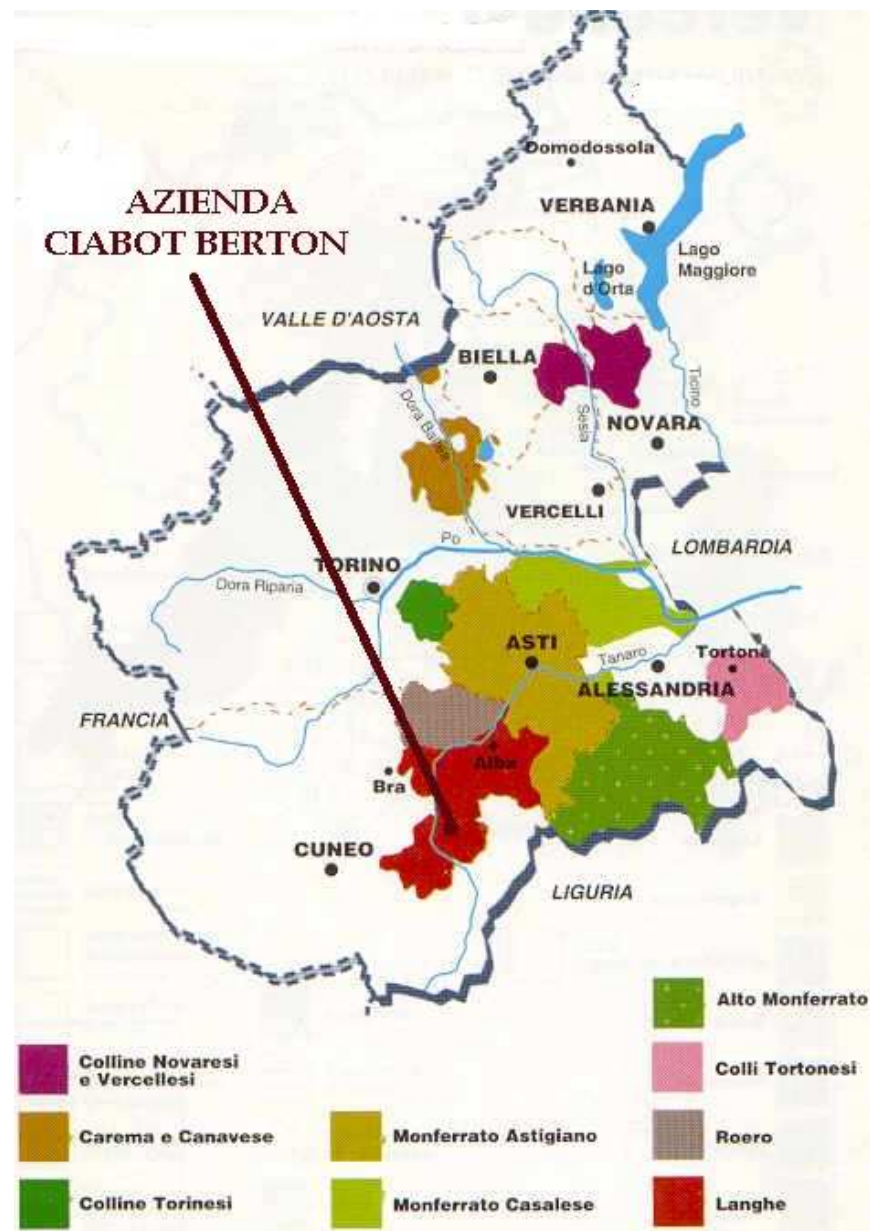 Domodossola
AZIENDA
CIABOT BERTON
VERBANIA
Lago
Maggiore
Lago
d'Orta
VALLE D'AOSTA
BIELLA
Dora Baltea
Sesia
Ticino
NOVARA
VERCELLI
Po
LOMBARDIA
TORINO
Dora Riparia
ASTI
Tanaro
Tortona
ALESSANDRIA
FRANCIA
Alba
Bra
CUNEO
LIGURIA
Alto Monferrato
Colline Novaresi
e Vercellesi
Colli Tortonesi
Carema e Canavese
Monferrato Astigiano
Roero
Colline Torinesi
Monferrato Casalese
Langhe